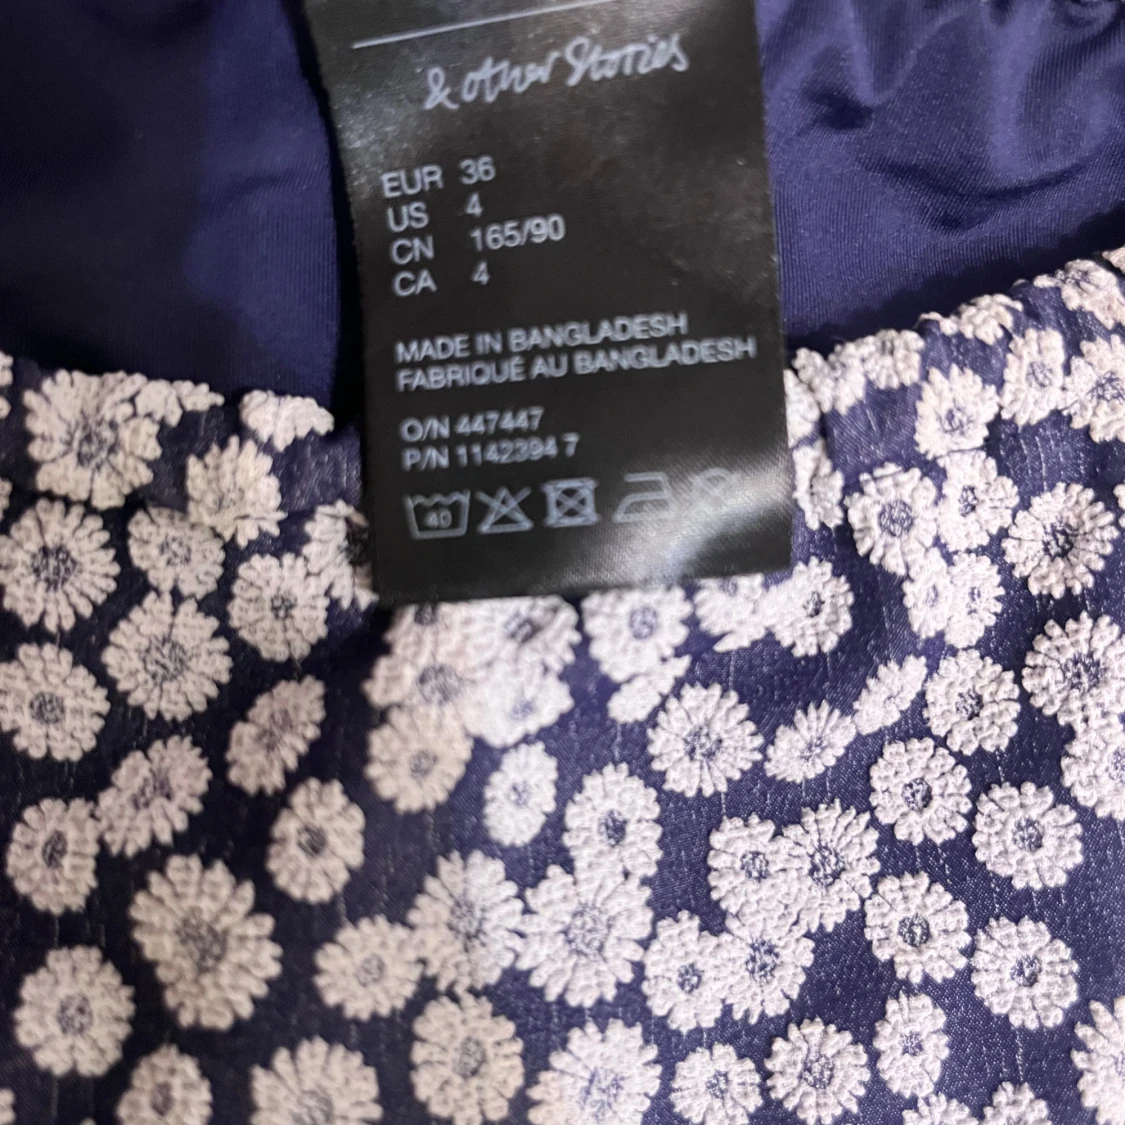 & other Stories
EUR 36
US 4
CN 165/90
CA 4
MADE IN BANGLADESH
FABRIQUÉ AU BANGLADESH
O/N 447447
P/N 1142394 7
40